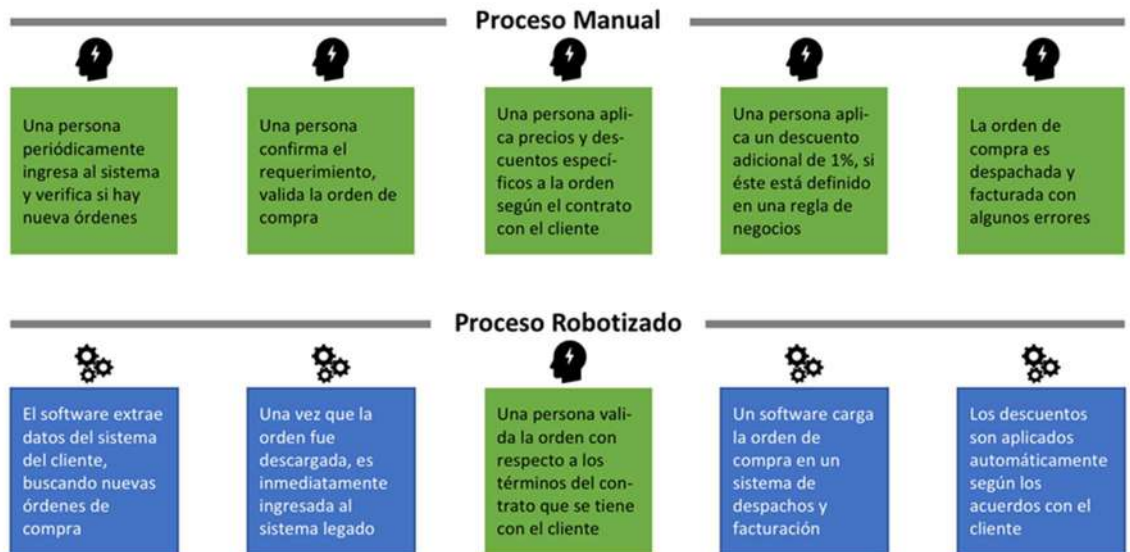 Proceso Manual
Una persona
periódicamente
ingresa al sistema
y verifica si hay
nueva órdenes
Una persona
confirma el
requerimiento,
valida la orden de
compra
Una persona apli-
ca precios y des-
cuentos específi-
ficos a la orden
según el contrato
con el cliente
Una persona apli-
ca un descuento
adicional de 1%, si
éste está definido
en una regla de
negocios
La orden de
compra es
despachada y
facturada con
algunos errores
Proceso Robotizado
El software extrae
datos del sistema
del cliente,
buscando nuevas
órdenes de
compra
Una vez que la
orden fue
descargada, es
inmediatamente
ingresada al
sistema legado
Una persona vali-
da la orden con
respecto a los
términos del con-
trato que se tiene
con el cliente
Un software carga
la orden de
compra en un
sistema de
despachos y
facturación
Los descuentos
son aplicados
automáticamente
según los
acuerdos con el
cliente